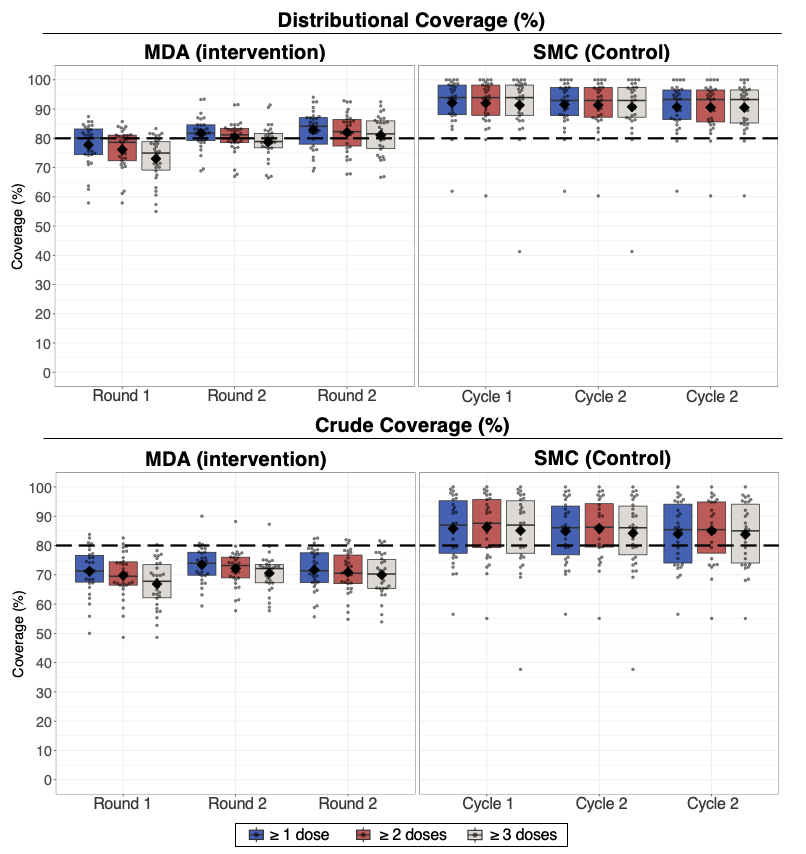 Distributional Coverage (%)
MDA (intervention)
SMC (Control)
100
90
80
70
60
50
40
30
20
10
0
Coverage (%)
Round 1
Round 2
Round 2
Cycle 1
Cycle 2
Cycle 2
Crude Coverage (%)
MDA (intervention)
SMC (Control)
100
90
80
70
60
50
40
30
20
10
0
Coverage (%)
Round 1
Round 2
Round 2
Cycle 1
Cycle 2
Cycle 2
≥ 1 dose
≥ 2 doses
≥ 3 doses